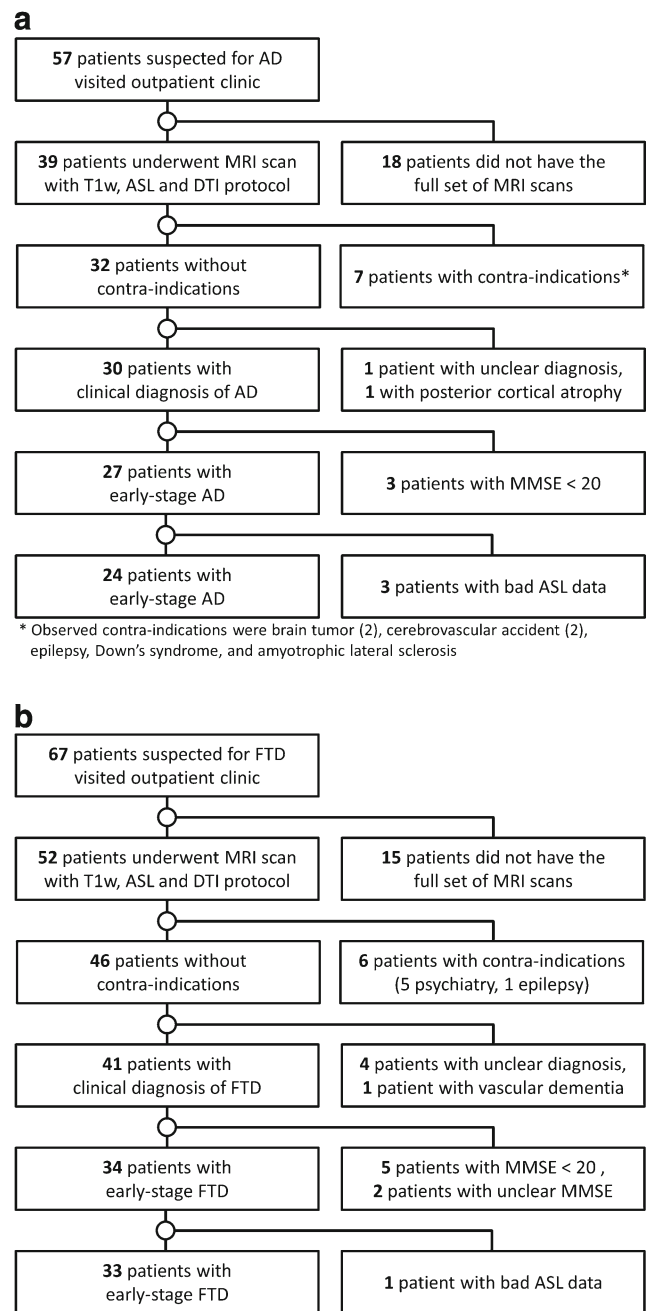 a
57 patients suspected for AD
visited outpatient clinic
39 patients underwent MRI scan
with T1w, ASL and DTI protocol
18 patients did not have the
full set of MRI scans
32 patients without
contra-indications
7 patients with contra-indications*
30 patients with
clinical diagnosis of AD
1 patient with unclear diagnosis,
1 with posterior cortical atrophy
27 patients with
early-stage AD
3 patients with MMSE < 20
24 patients with
early-stage AD
3 patients with bad ASL data
* Observed contra-indications were brain tumor (2), cerebrovascular accident (2),
epilepsy, Down's syndrome, and amyotrophic lateral sclerosis
b
67 patients suspected for FTD
visited outpatient clinic
52 patients underwent MRI scan
with T1w, ASL and DTI protocol
15 patients did not have the
full set of MRI scans
46 patients without
contra-indications
6 patients with contra-indications
(5 psychiatry, 1 epilepsy)
41 patients with
clinical diagnosis of FTD
4 patients with unclear diagnosis,
1 patient with vascular dementia
34 patients with
early-stage FTD
5 patients with MMSE < 20 ,
2 patients with unclear MMSE
33 patients with
early-stage FTD
1 patient with bad ASL data